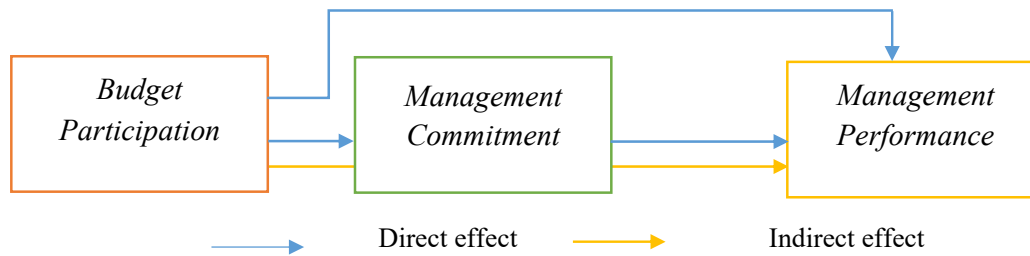 Budget
Participation
Management
Commitment
Management
Performance
Direct effect
Indirect effect